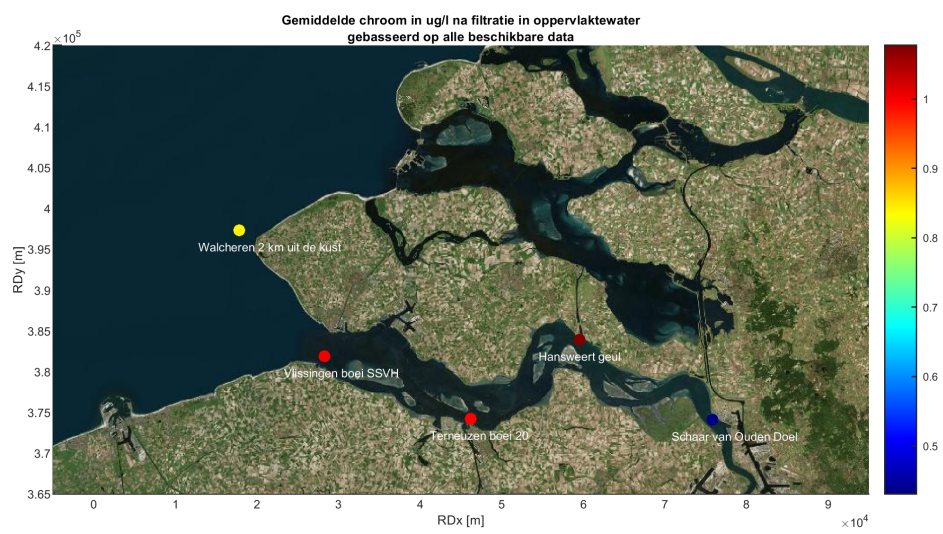 Gemiddelde chroom in ug/l na filtratie in oppervlaktewater
gebasseerd op alle beschikbare data
×10⁵
4.2
4.15
4.1
4.05
4
3.95
3.9
3.85
3.8
3.75
3.7
3.65
RDy [m]
Walcheren 2 km uit de kust
Vlissingen boei SSVH
Hansweert geul
Terneuzen boei 20
Schaar van Ouden Doel
0 1 2 3 4 5 6 7 8 9
RDx [m]
×10⁴
1
0.9
0.8
0.7
0.6
0.5